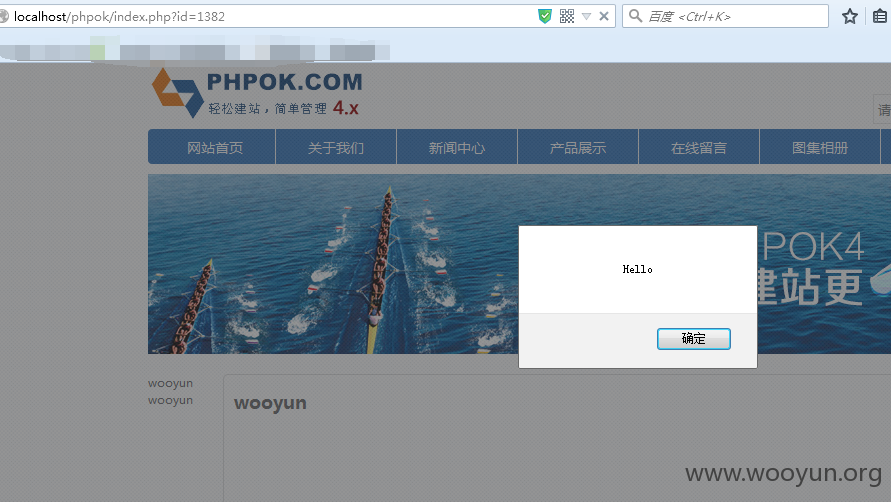 localhost/phpok/index.php?id=1382
百度 <Ctrl+K>
PHPOK.COM
轻松建站，简单管理 4.x
请
网站首页 关于我们 新闻中心 产品展示 在线留言 图集相册
POK4
建站更
Hello
确定
wooyun
wooyun
wooyun
www.wooyun.org